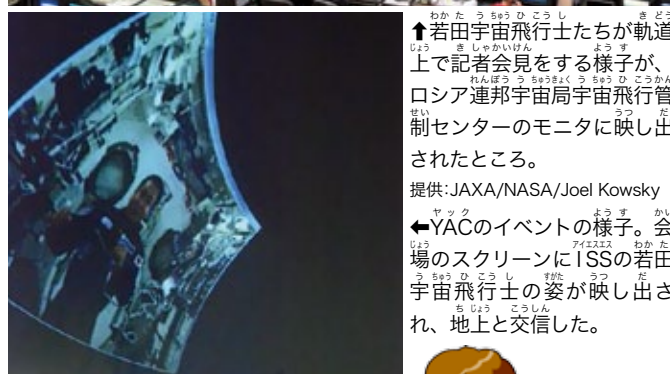 ↑若田宇宙飛行士たちが軌道
上で記者会見をする様子が、
ロシア連邦宇宙局宇宙飛行管
制センターのモニタに映し出
されたところ。
提供:JAXA/NASA/Joel Kowsky
←YACのイベントの様子。会
場のスクリーンにISSの若田
宇宙飛行士の姿が映し出さ
れ、地上と交信した。